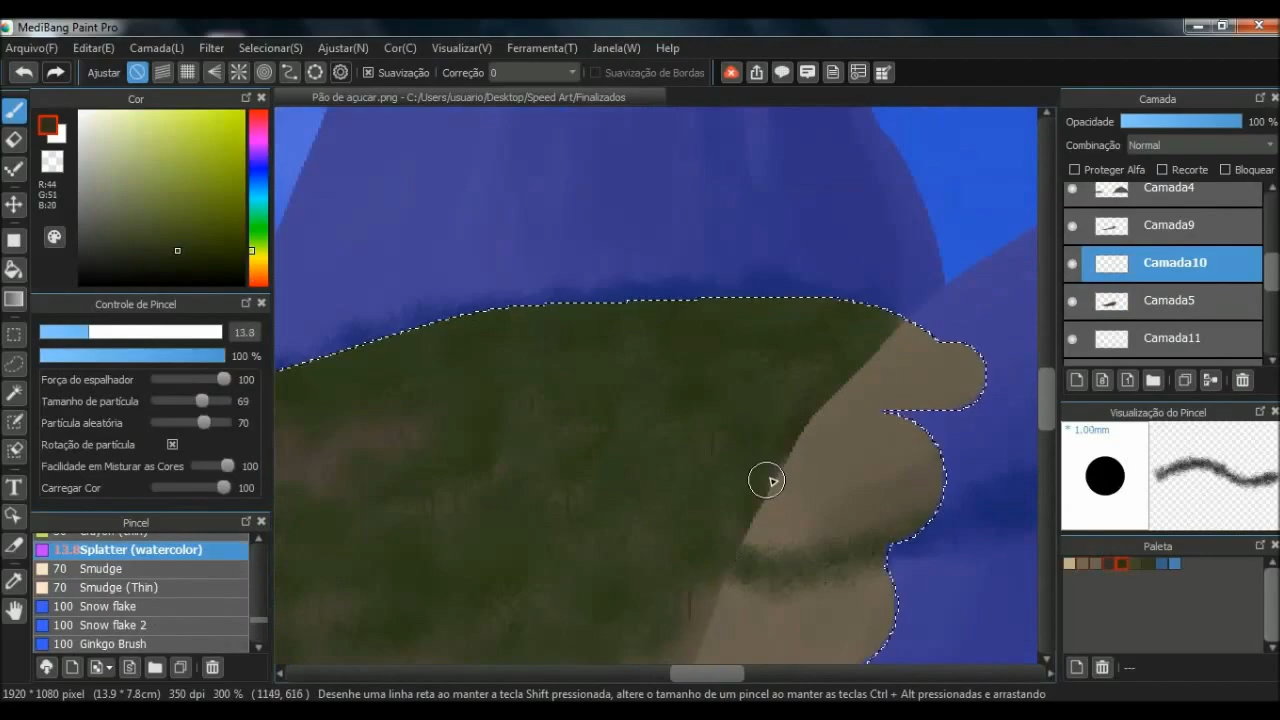 MediBang Paint Pro
Arquivo(F) Editar(E) Camada(L) Filter Selecionar(S) Ajustar(N) Cor(C) Visualizar(V) Ferramenta(T) Janela(W) Help
Ajustar Suavização Correção 0 Suavização de Bordas
Cor
R:44
G:51
B:20
Controle de Pincel
13.8
100 %
Força do espalhador 100
Tamanho de partícula 69
Partícula aleatória 70
Rotação de partícula
Facilidade em Misturar as Cores 100
Carregar Cor 100
Pincel
Crayon (thin)
13.8 Splatter (watercolor)
70 Smudge
70 Smudge (Thin)
100 Snow flake
100 Snow flake 2
100 Ginkgo Brush
Pão de açucar.png - C:/Users/usuario/Desktop/Speed Art/Finalizados
Camada
Opacidade 100 %
Combinação Normal
Proteger Alfa Recorte Bloquear
Camada4
Camada9
Camada10
Camada5
Camada11
Visualização do Pincel
* 1.00mm
Paleta
---
1920 * 1080 pixel (13.9 * 7.8cm) 350 dpi 300 % ( 1149, 616 ) Desenhe uma linha reta ao manter a tecla Shift pressionada, altere o tamanho de um pincel ao manter as teclas Ctrl + Alt pressionadas e arrastando